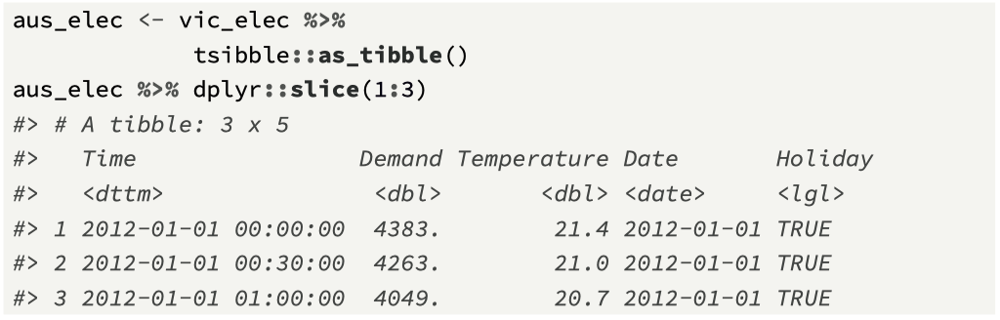 aus_elec <- vic_elec %>%
            tsibble::as_tibble()
aus_elec %>% dplyr::slice(1:3)
#> # A tibble: 3 x 5
#>   Time                Demand Temperature Date       Holiday
#>   <dttm>               <dbl>       <dbl> <date>     <lgl>
#> 1 2012-01-01 00:00:00  4383.        21.4 2012-01-01 TRUE
#> 2 2012-01-01 00:30:00  4263.        21.0 2012-01-01 TRUE
#> 3 2012-01-01 01:00:00  4049.        20.7 2012-01-01 TRUE